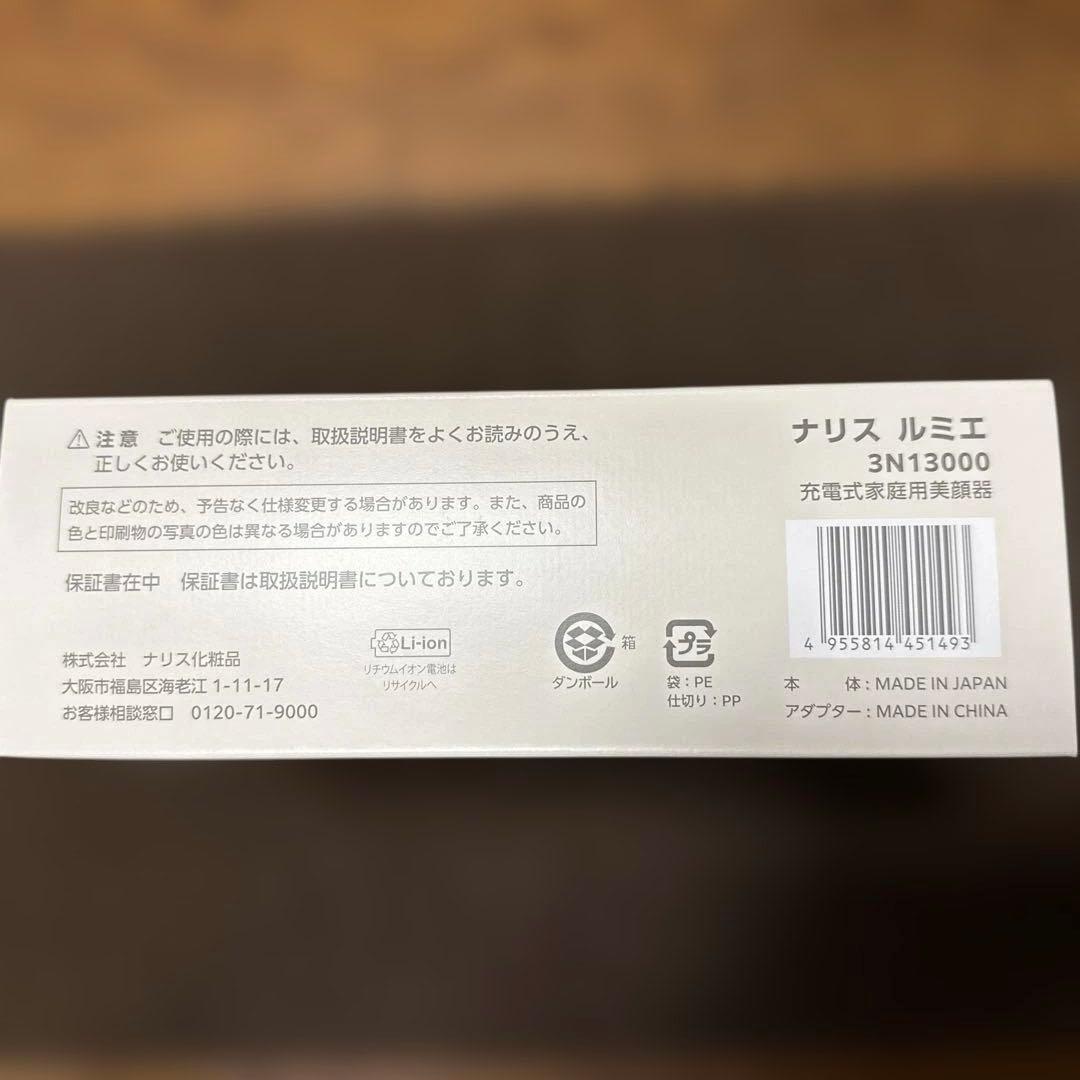 ⚠注意 ご使用の際には、取扱説明書をよくお読みのうえ、
正しくお使いください。
改良などのため、予告なく仕様変更する場合があります。また、商品の
色と印刷物の写真の色は異なる場合がありますのでご了承ください。
保証書在中 保証書は取扱説明書についております。
株式会社 ナリス化粧品
大阪市福島区海老江1-11-17
お客様相談窓口 0120-71-9000
Li-ion
リチウムイオン電池は
リサイクルへ
箱
ダンボール
プラ
袋:PE
仕切り:PP
ナリス ルミエ
3N13000
充電式家庭用美顔器
4 955814 451493
本 体:MADE IN JAPAN
アダプター:MADE IN CHINA